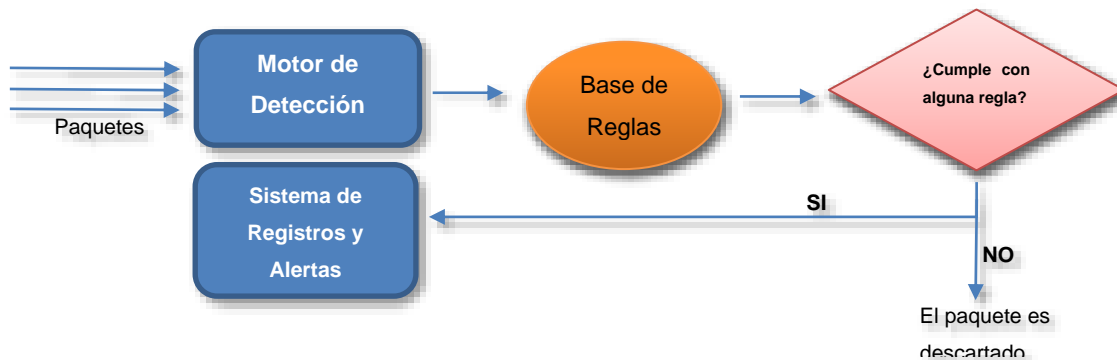 Motor de
Detección
Paquetes
Base de
Reglas
¿Cumple con
alguna regla?
Sistema de
Registros y
Alertas
SI
NO
El paquete es
descartado